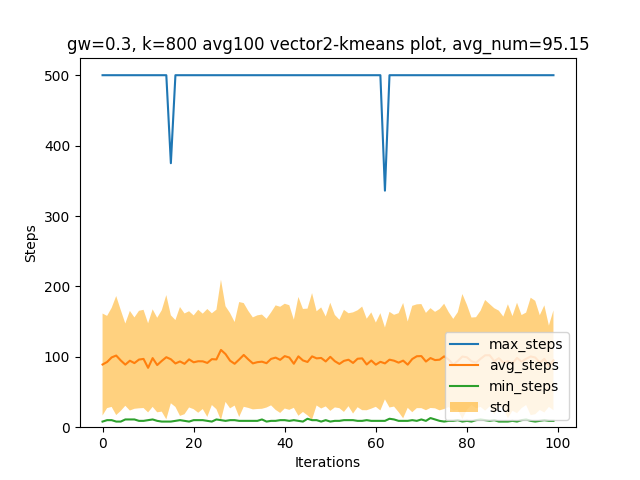 gw=0.3, k=800 avg100 vector2-kmeans plot, avg_num=95.15
500
400
300
200
100
0
Steps
max_steps
avg_steps
min_steps
std
0 20 40 60 80 100
Iterations